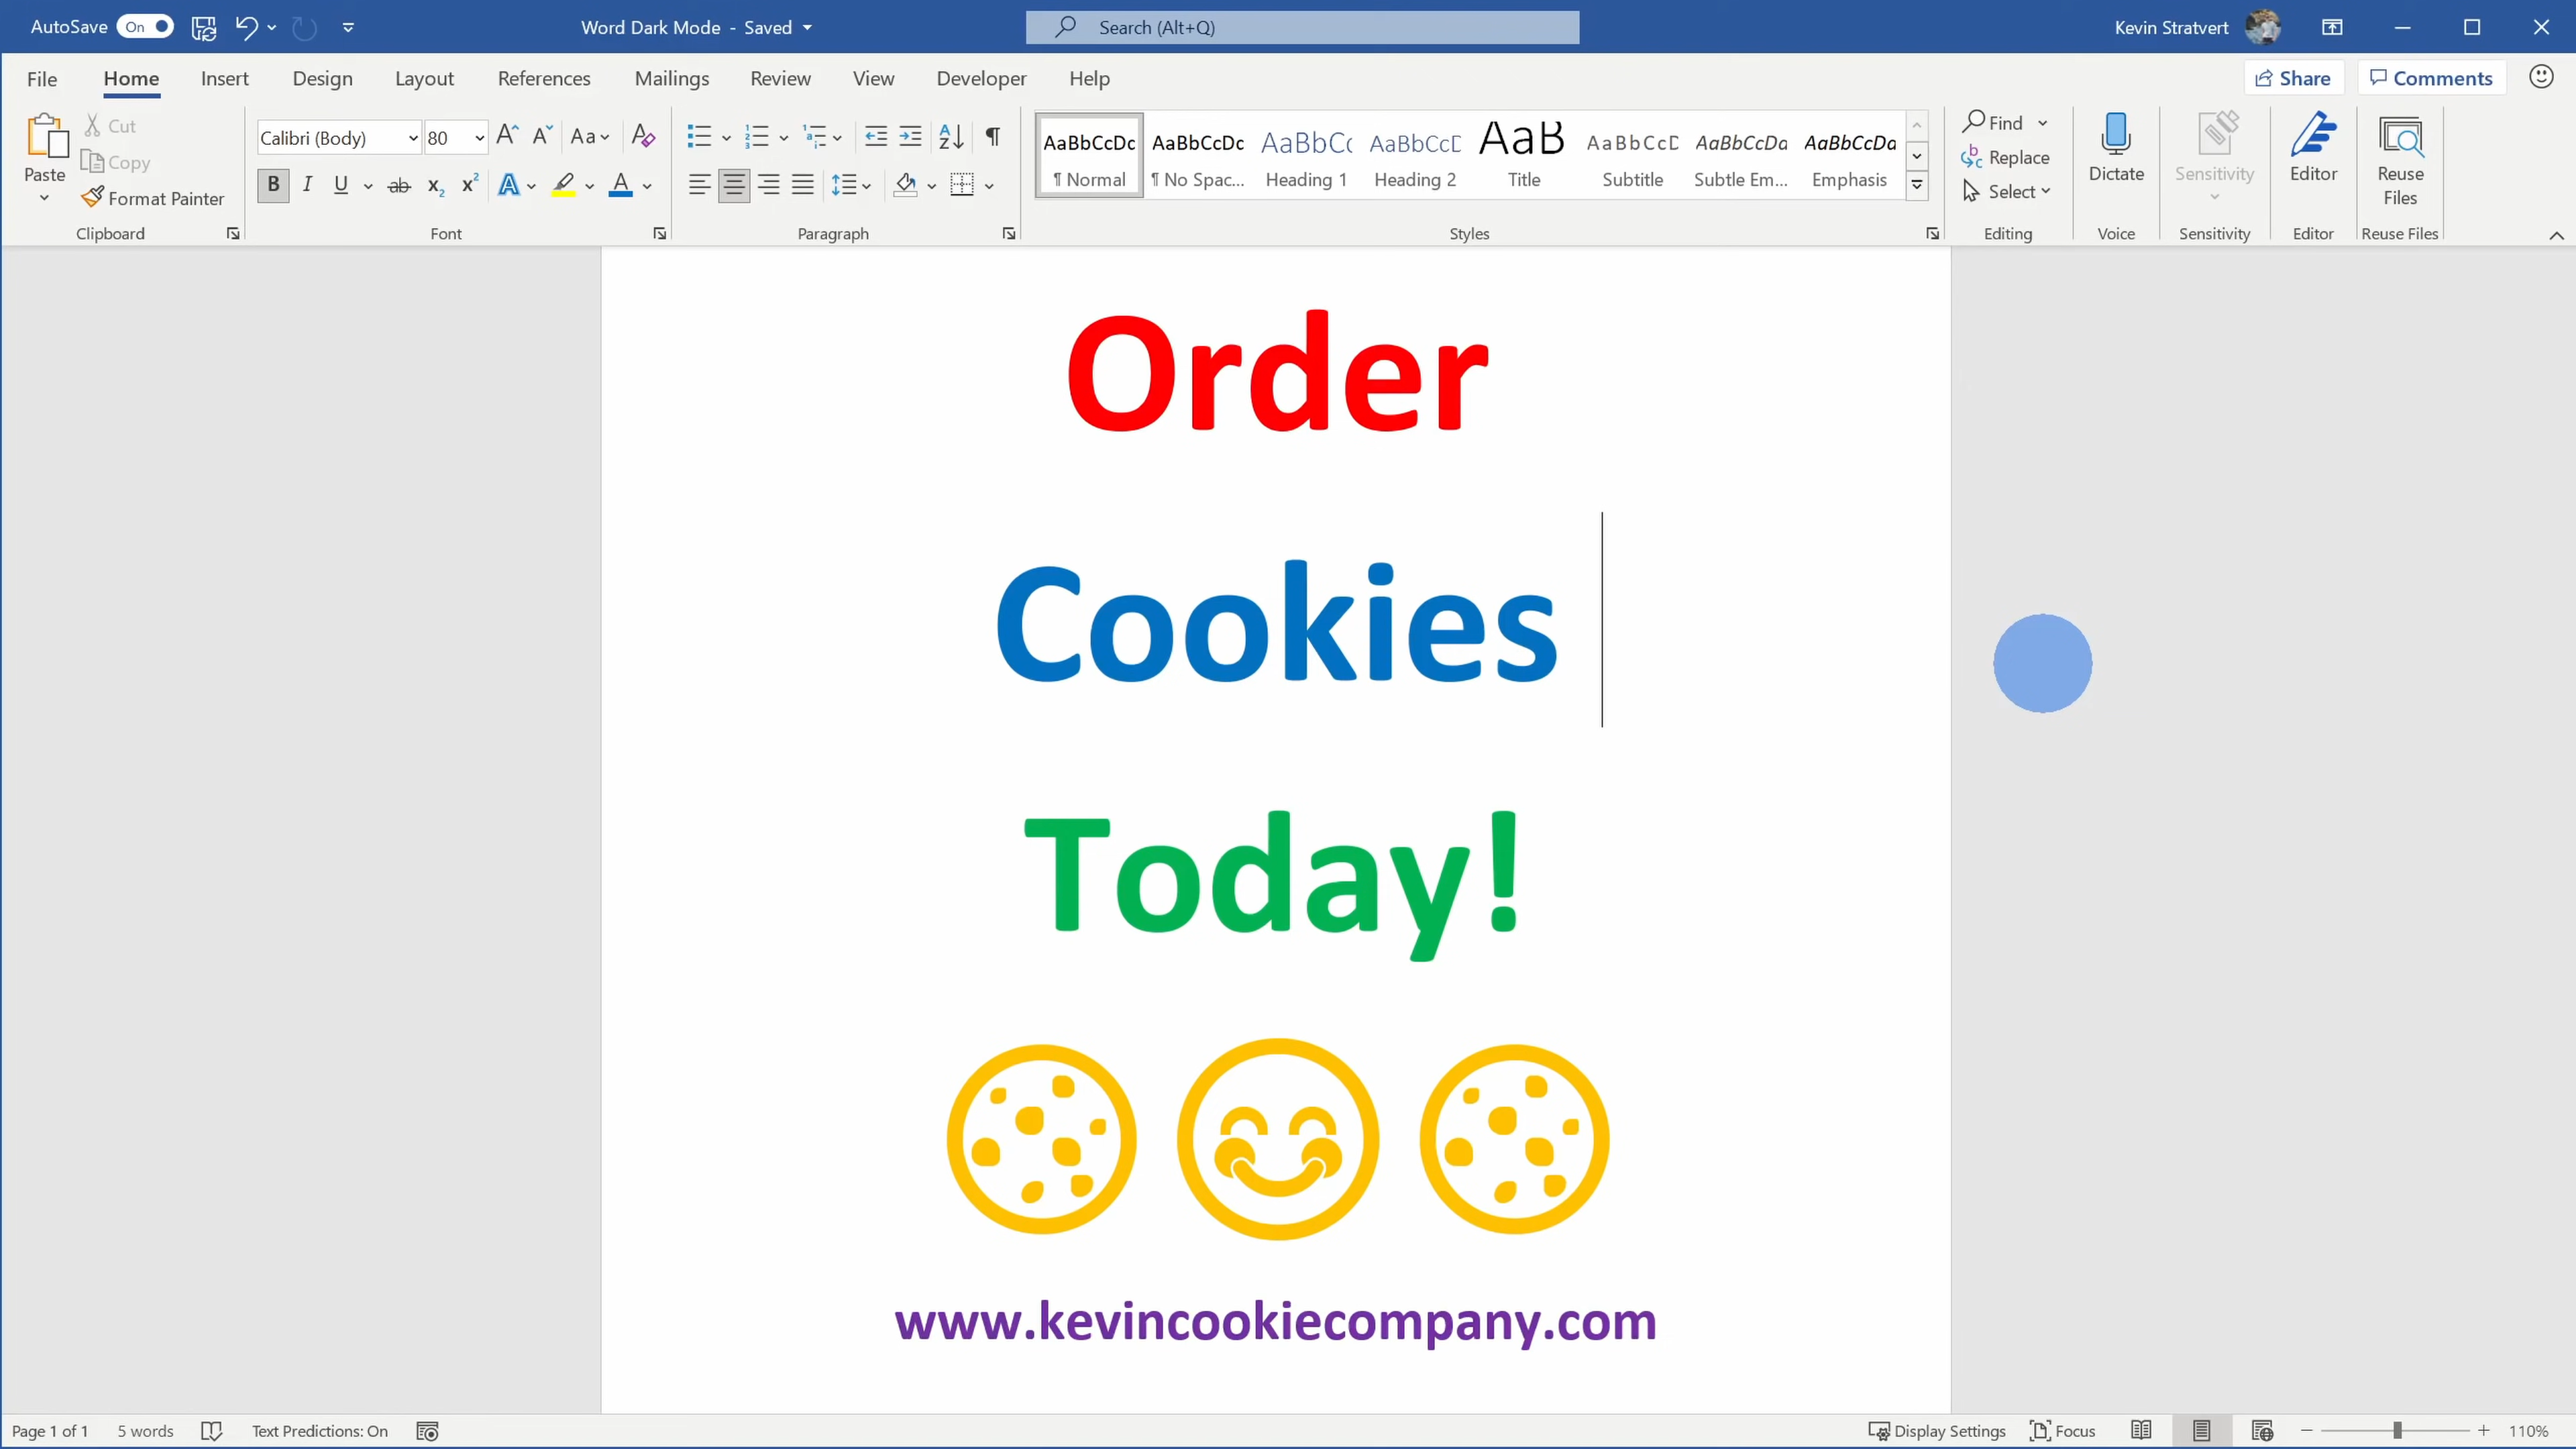 AutoSave On
Word Dark Mode - Saved
Search (Alt+Q)
Kevin Stratvert
File Home Insert Design Layout References Mailings Review View Developer Help
Share Comments
Paste
Cut
Copy
Format Painter
Clipboard
Calibri (Body) 80
Font
Paragraph
AaBbCcDc AaBbCcDc AaBbCc AaBbCcD AaB AaBbCcD AaBbCcDa AaBbCcDa
¶ Normal ¶ No Spac... Heading 1 Heading 2 Title Subtitle Subtle Em... Emphasis
Styles
Find
Replace
Select
Editing
Dictate
Voice
Sensitivity
Sensitivity
Editor
Editor
Reuse
Files
Reuse Files
Order
Cookies
Today!
www.kevincookiecompany.com
Page 1 of 1 5 words Text Predictions: On
Display Settings Focus 110%